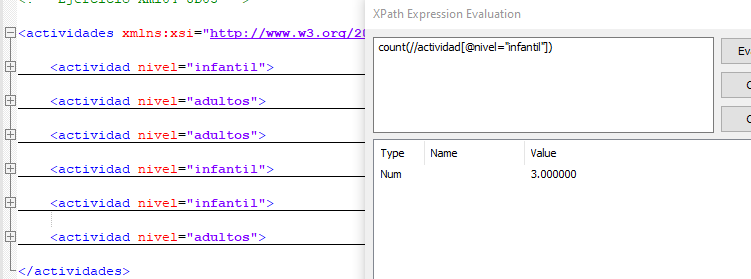 <actividades xmlns:xsi="http://www.w3.org/20
<actividad nivel="infantil">
<actividad nivel="adultos">
<actividad nivel="adultos">
<actividad nivel="infantil">
<actividad nivel="infantil">
<actividad nivel="adultos">
</actividades>
XPath Expression Evaluation
count(//actividad[@nivel="infantil"])
Type Name Value
Num 3.000000